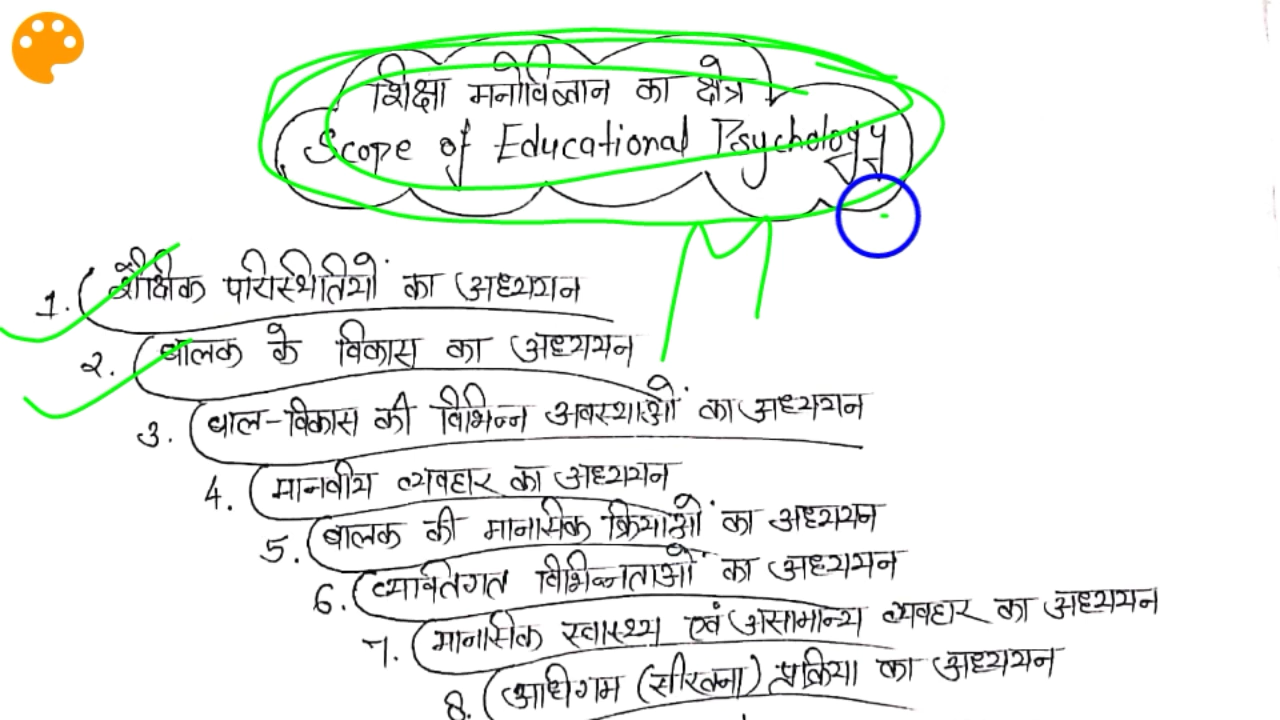 शिक्षा मनोविज्ञान का क्षेत्र
Scope of Educational Psychology
1. शैक्षिक परिस्थितियों का अध्ययन
2. बालक के विकास का अध्ययन
3. बाल-विकास की विभिन्न अवस्थाओं का अध्ययन
4. मानवीय व्यवहार का अध्ययन
5. बालक की मानसिक क्रियाओं का अध्ययन
6. व्यक्तिगत विभिन्नताओं का अध्ययन
7. मानसिक स्वास्थ्य एवं असामान्य व्यवहार का अध्ययन
8. अधिगम (सीखना) प्रक्रिया का अध्ययन